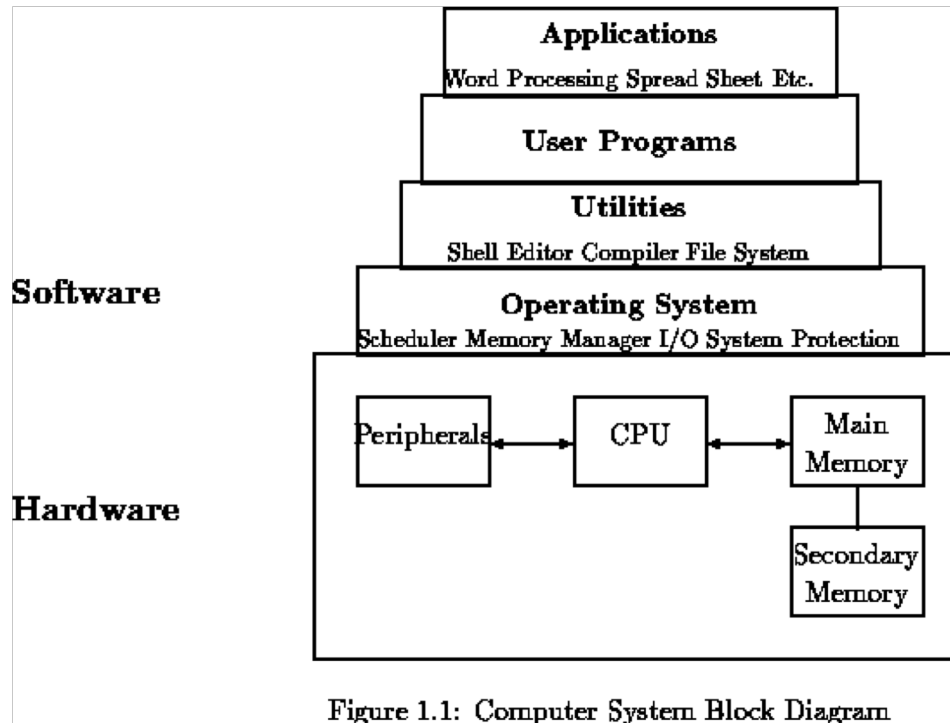 Applications
Word Processing Spread Sheet Etc.
User Programs
Utilities
Shell Editor Compiler File System
Software
Operating System
Scheduler Memory Manager I/O System Protection
Peripherals
CPU
Main
Memory
Hardware
Secondary
Memory
Figure 1.1: Computer System Block Diagram